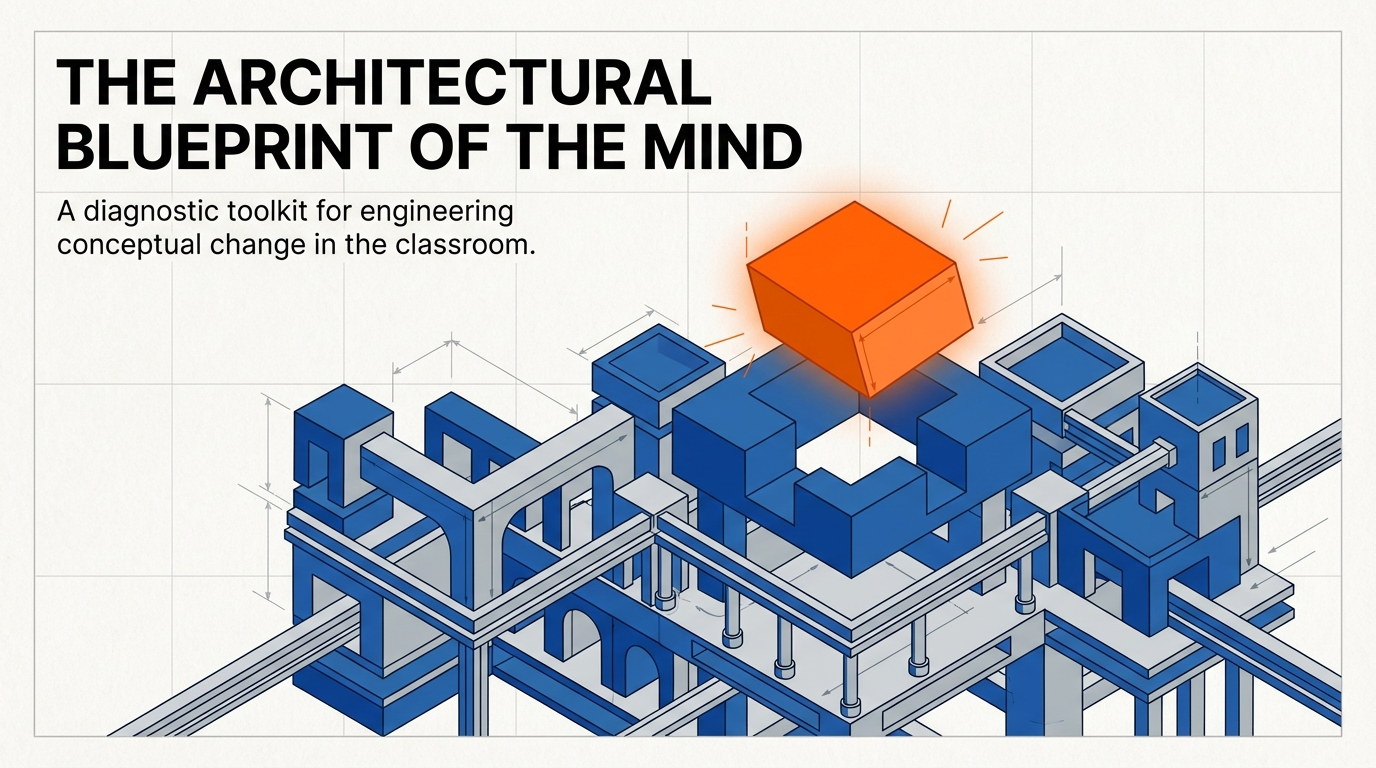 THE ARCHITECTURAL
BLUEPRINT OF THE MIND
A diagnostic toolkit for engineering
conceptual change in the classroom.